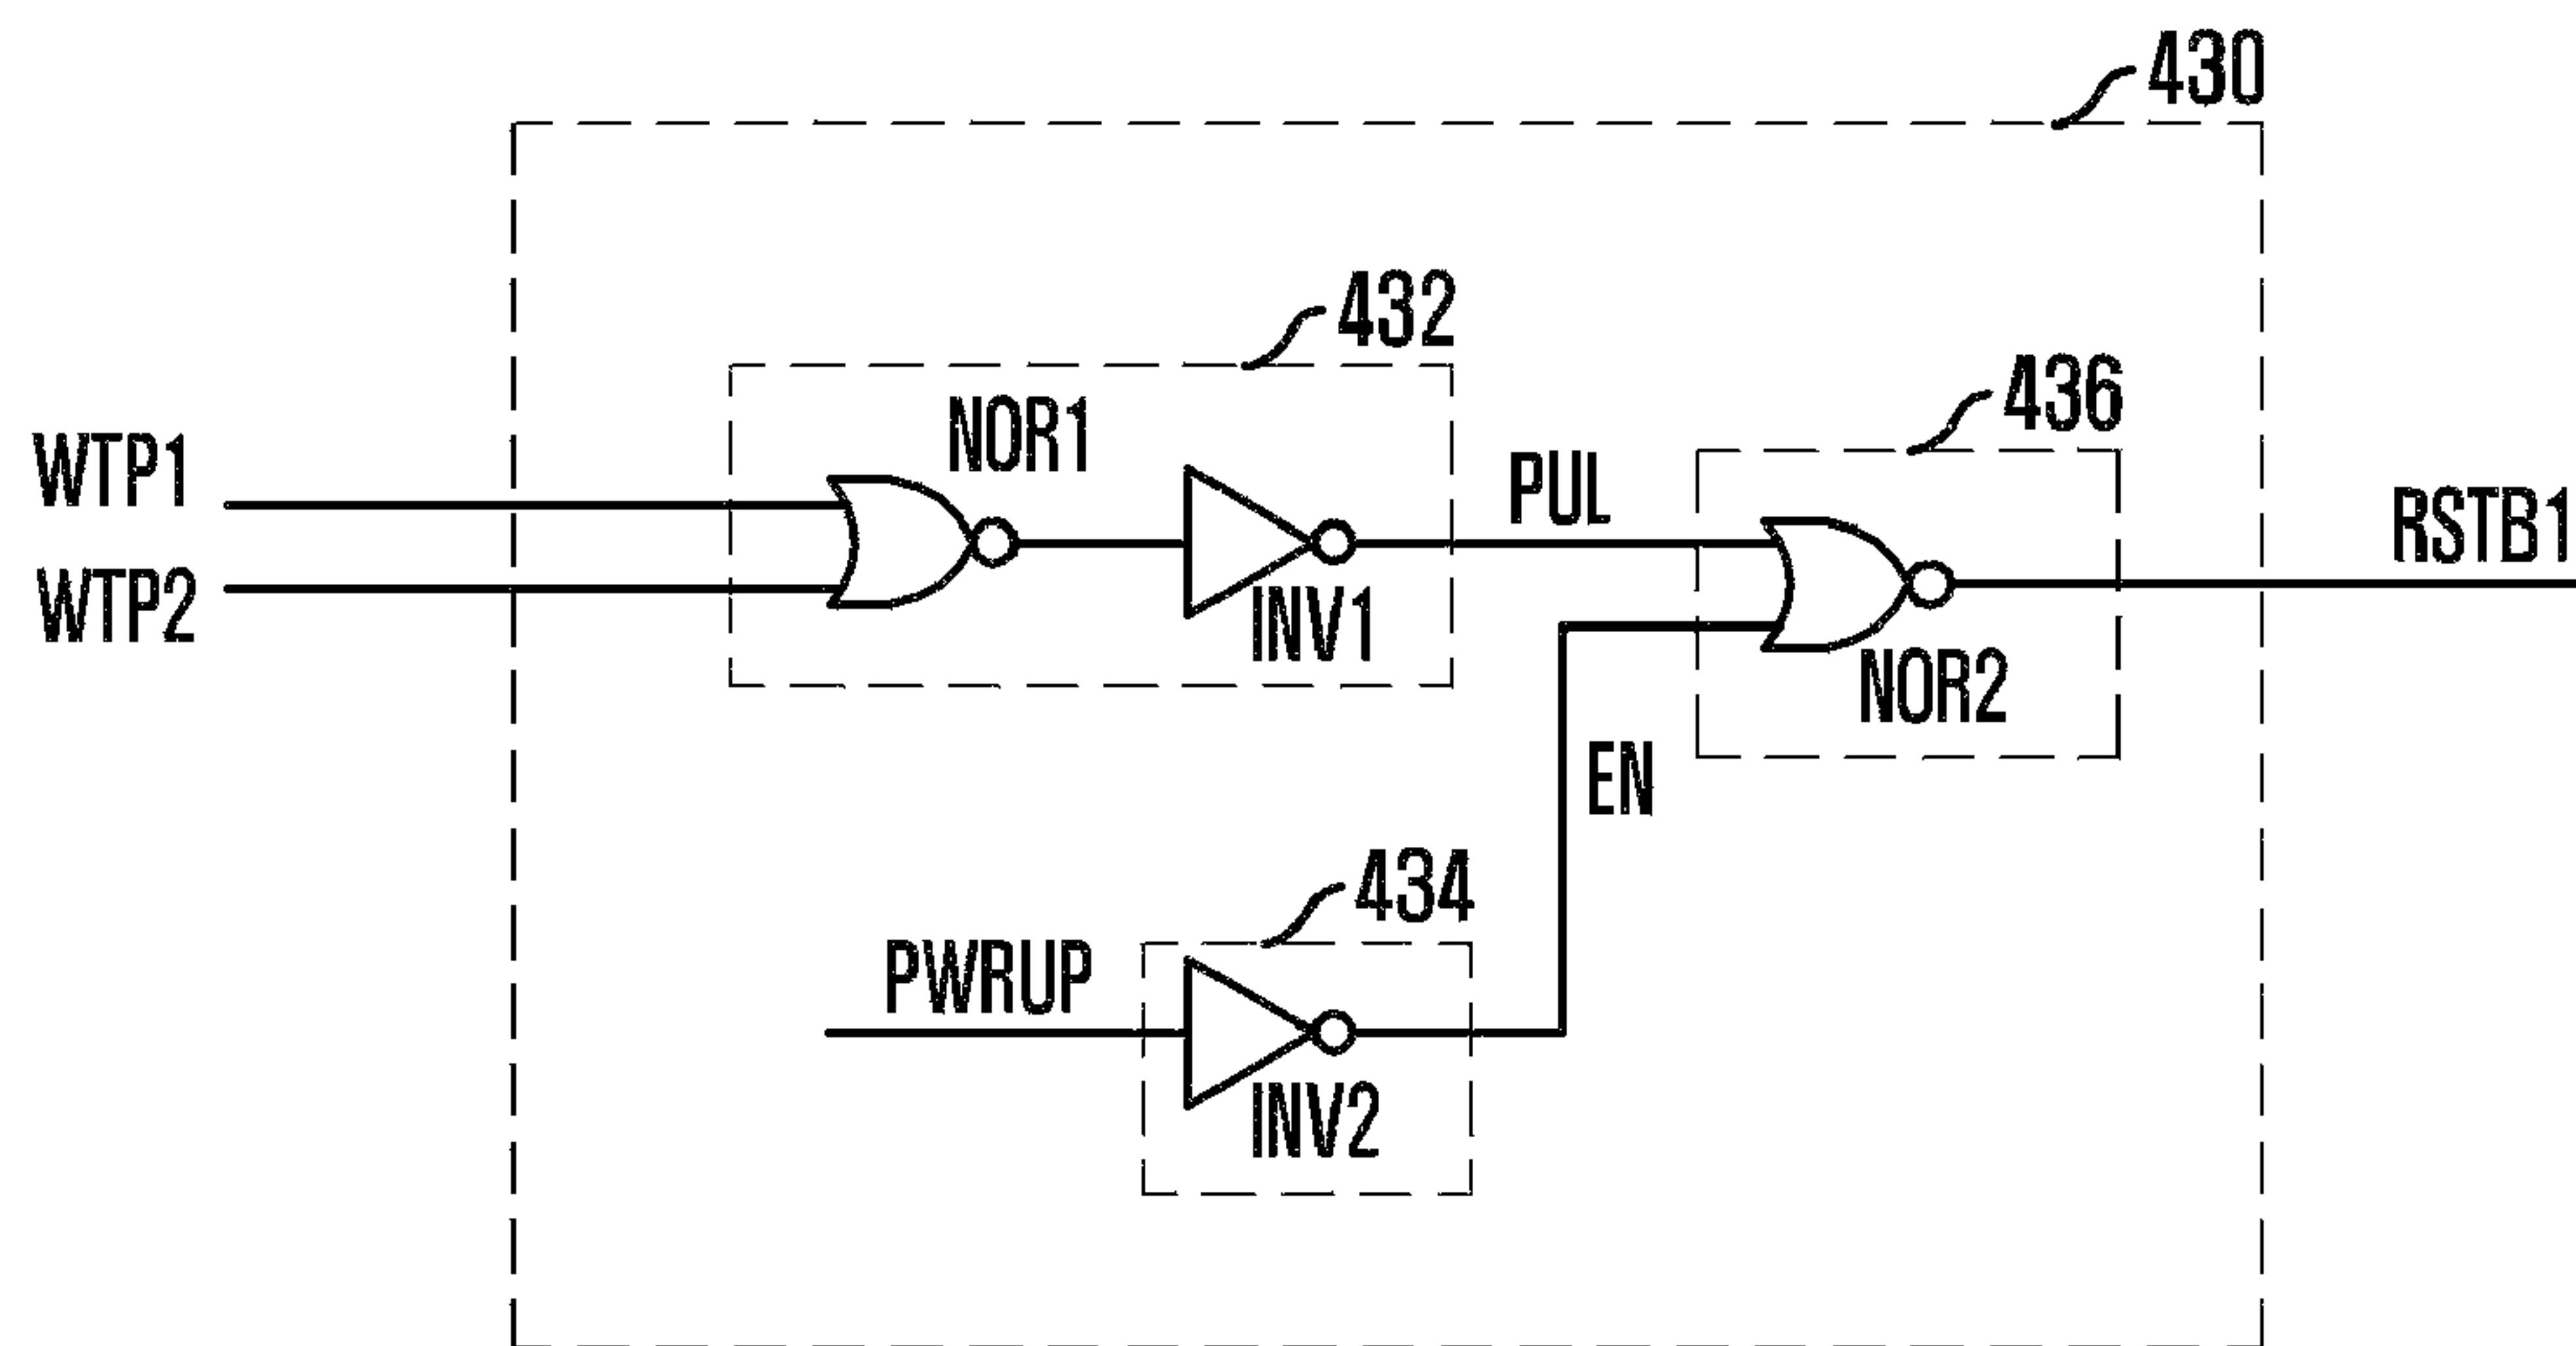 430
432
NOR1
436
WTP1
PUL
RSTB1
WTP2
INV1
NOR2
EN
434
PWRUP
INV2